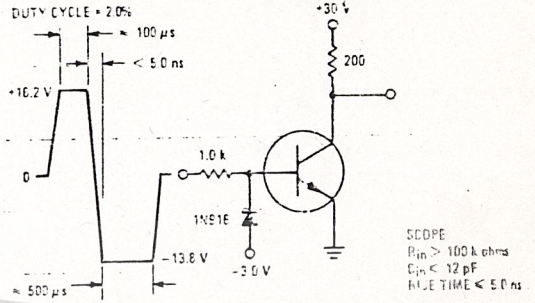 DUTY CYCLE = 2.0%
≈ 100 µs
< 5.0 ns
+16.2 V
0
-13.8 V
≈ 500 µs
1.0 k
1N916
-3.0 V
+30 V
200
SCOPE
Rin > 100 k ohms
Cin < 12 pF
RISE TIME < 5.0 ns